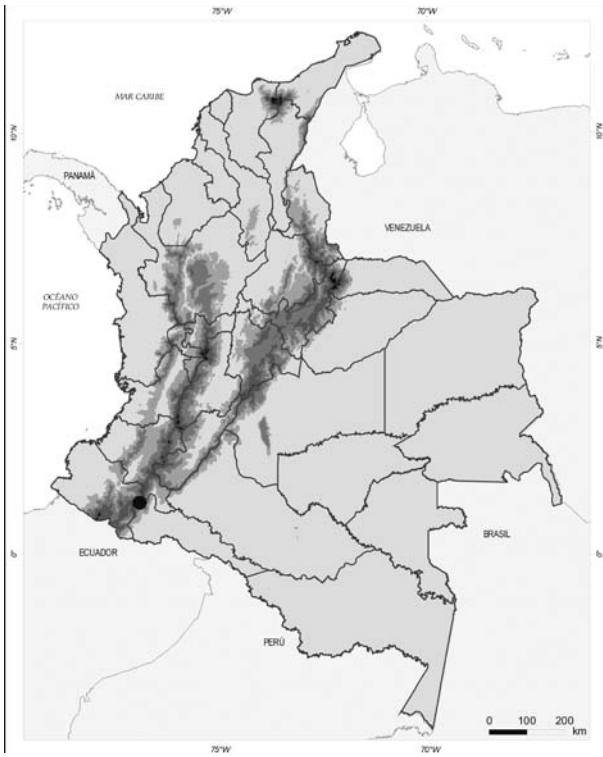 75°W
70°W
MAR CARIBE
10°N
10°N
PANAMÁ
VENEZUELA
OCÉANO
PACÍFICO
5°N
5°N
BRASIL
ECUADOR
0°
0°
PERÚ
0 100 200
km
75°W
70°W